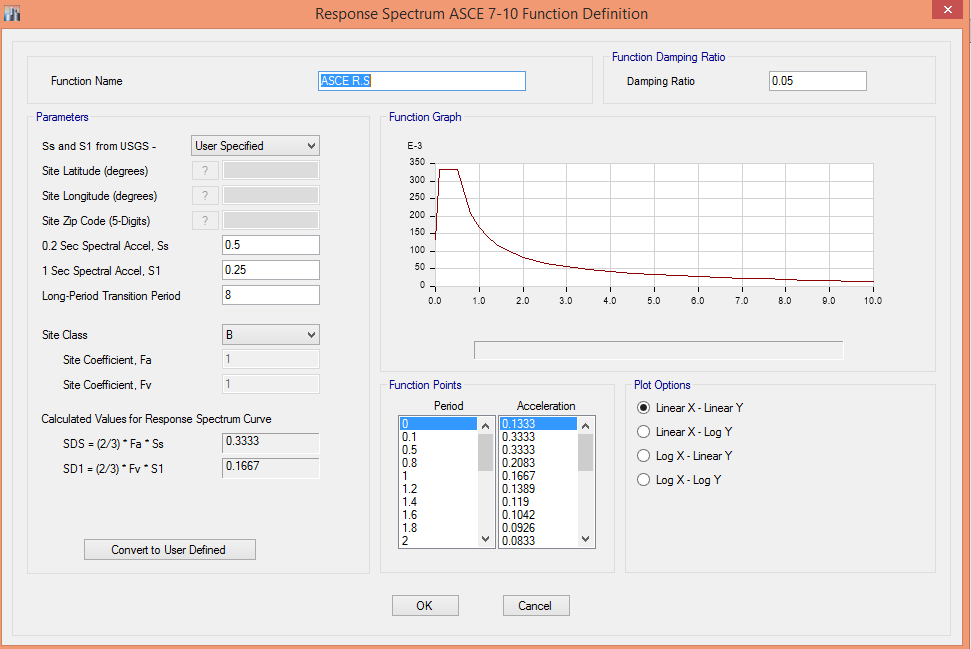 Response Spectrum ASCE 7-10 Function Definition
Function Name
ASCE R.S
Function Damping Ratio
Damping Ratio
0.05
Parameters
Ss and S1 from USGS -
User Specified
Site Latitude (degrees)
?
Site Longitude (degrees)
?
Site Zip Code (5-Digits)
?
0.2 Sec Spectral Accel, Ss
0.5
1 Sec Spectral Accel, S1
0.25
Long-Period Transition Period
8
Site Class
B
Site Coefficient, Fa
1
Site Coefficient, Fv
1
Calculated Values for Response Spectrum Curve
SDS = (2/3) * Fa * Ss
0.3333
SD1 = (2/3) * Fv * S1
0.1667
Convert to User Defined
Function Graph
E-3
350
300
250
200
150
100
50
0
0.0 1.0 2.0 3.0 4.0 5.0 6.0 7.0 8.0 9.0 10.0
Function Points
Period Acceleration
0 0.1333
0.1 0.3333
0.5 0.3333
0.8 0.2083
1 0.1667
1.2 0.1389
1.4 0.119
1.6 0.1042
1.8 0.0926
2 0.0833
Plot Options
Linear X - Linear Y
Linear X - Log Y
Log X - Linear Y
Log X - Log Y
OK
Cancel